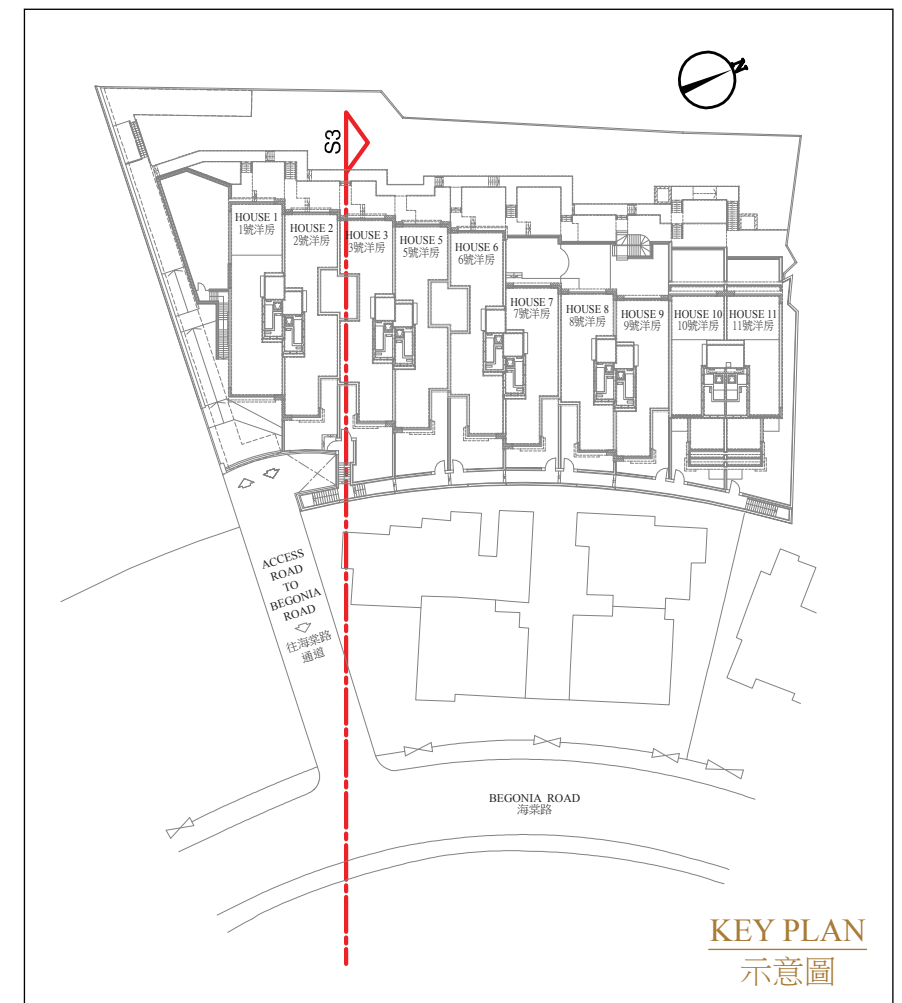 N
S3
HOUSE 1
1號洋房
HOUSE 2
2號洋房
HOUSE 3
3號洋房
HOUSE 5
5號洋房
HOUSE 6
6號洋房
HOUSE 7
7號洋房
HOUSE 8
8號洋房
HOUSE 9
9號洋房
HOUSE 10
10號洋房
HOUSE 11
11號洋房
ACCESS
ROAD
TO
BEGONIA
ROAD
往海棠路
通道
BEGONIA ROAD
海棠路
KEY PLAN
示意圖